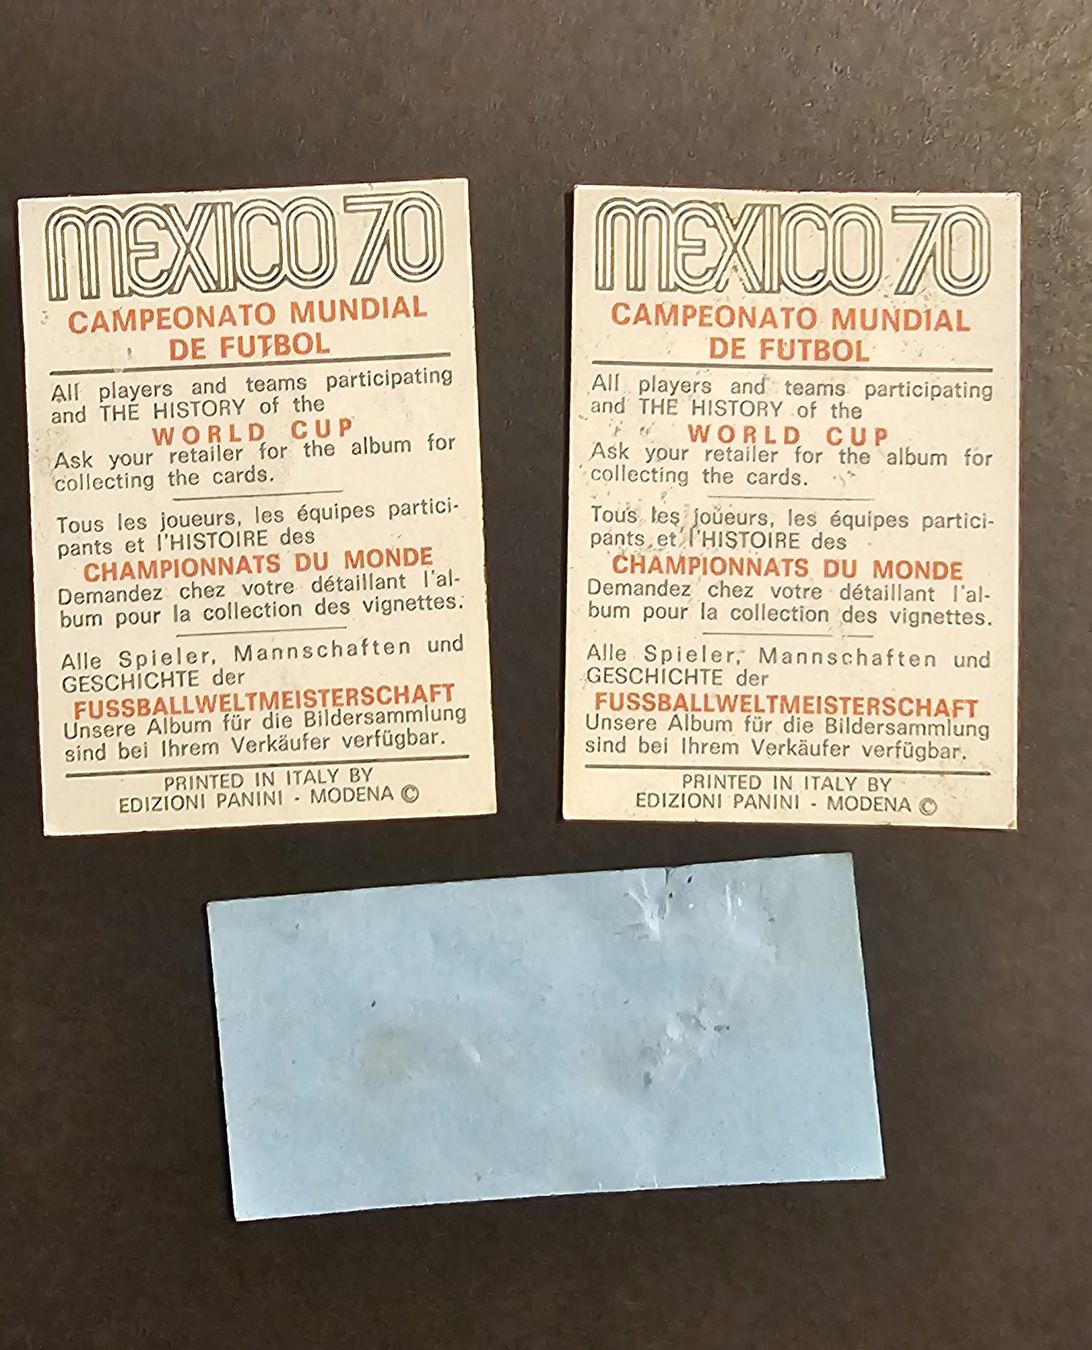 MEXICO 70
CAMPEONATO MUNDIAL
DE FUTBOL
All players and teams participating
and THE HISTORY of the
WORLD CUP
Ask your retailer for the album for
collecting the cards.
Tous les joueurs, les équipes partici-
pants et l'HISTOIRE des
CHAMPIONNATS DU MONDE
Demandez chez votre détaillant l'al-
bum pour la collection des vignettes.
Alle Spieler, Mannschaften und
GESCHICHTE der
FUSSBALLWELTMEISTERSCHAFT
Unsere Album für die Bildersammlung
sind bei Ihrem Verkäufer verfügbar.
PRINTED IN ITALY BY
EDIZIONI PANINI - MODENA ©
MEXICO 70
CAMPEONATO MUNDIAL
DE FUTBOL
All players and teams participating
and THE HISTORY of the
WORLD CUP
Ask your retailer for the album for
collecting the cards.
Tous les joueurs, les équipes partici-
pants et l'HISTOIRE des
CHAMPIONNATS DU MONDE
Demandez chez votre détaillant l'al-
bum pour la collection des vignettes.
Alle Spieler, Mannschaften und
GESCHICHTE der
FUSSBALLWELTMEISTERSCHAFT
Unsere Album für die Bildersammlung
sind bei Ihrem Verkäufer verfügbar.
PRINTED IN ITALY BY
EDIZIONI PANINI - MODENA ©